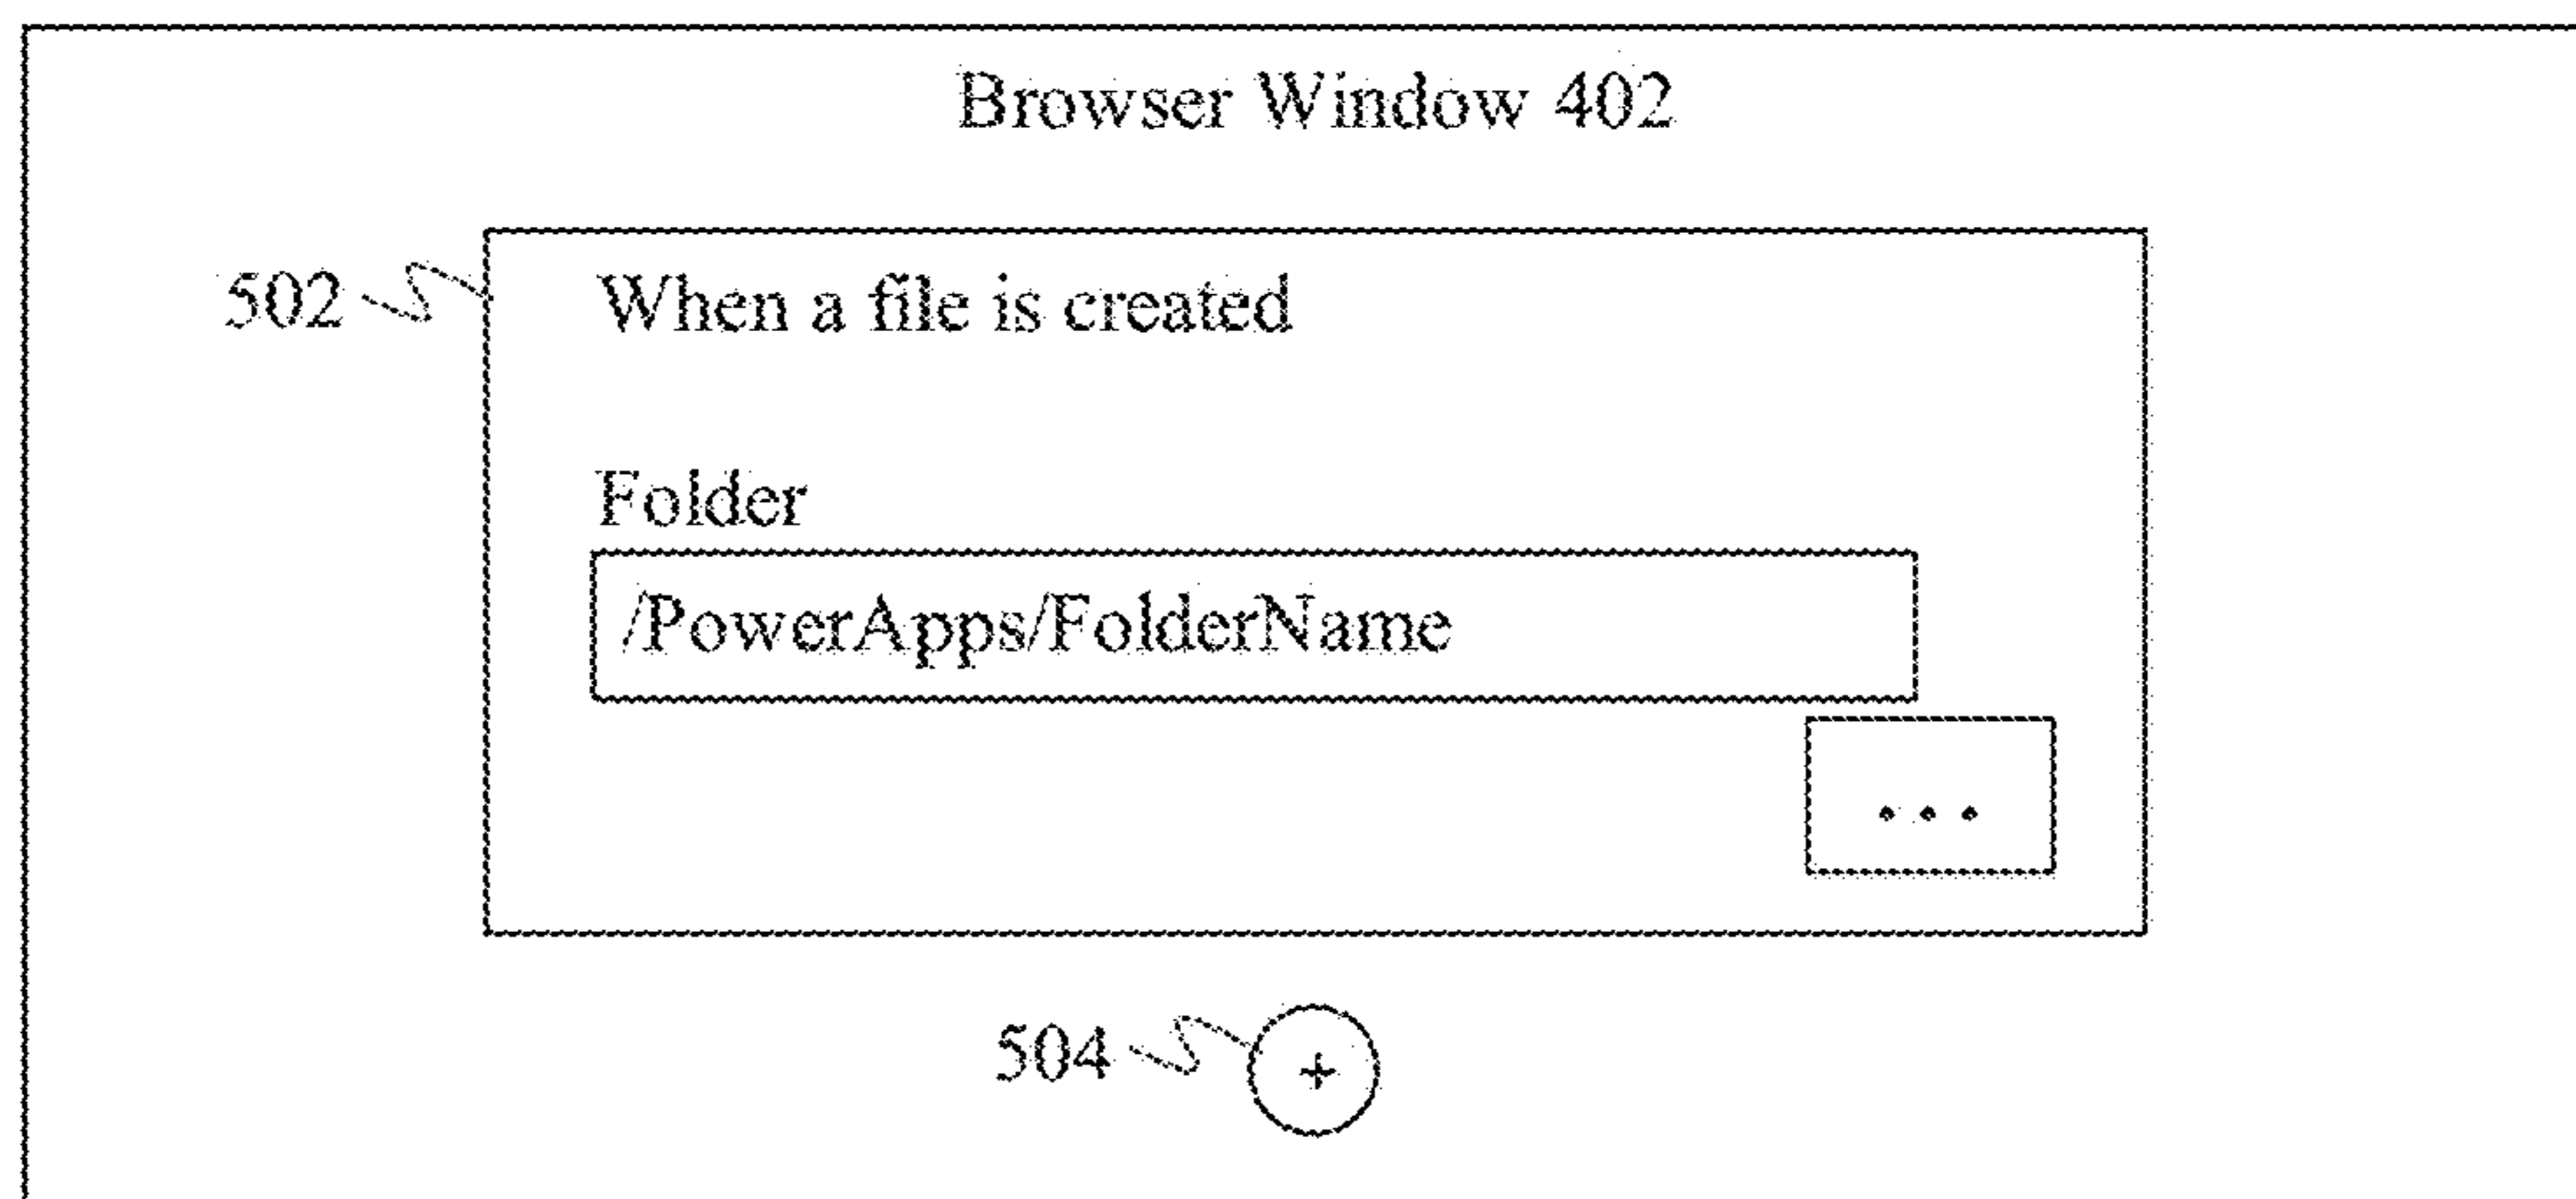 Browser Window 402
502
When a file is created
Folder
/PowerApps/FolderName
...
504
+